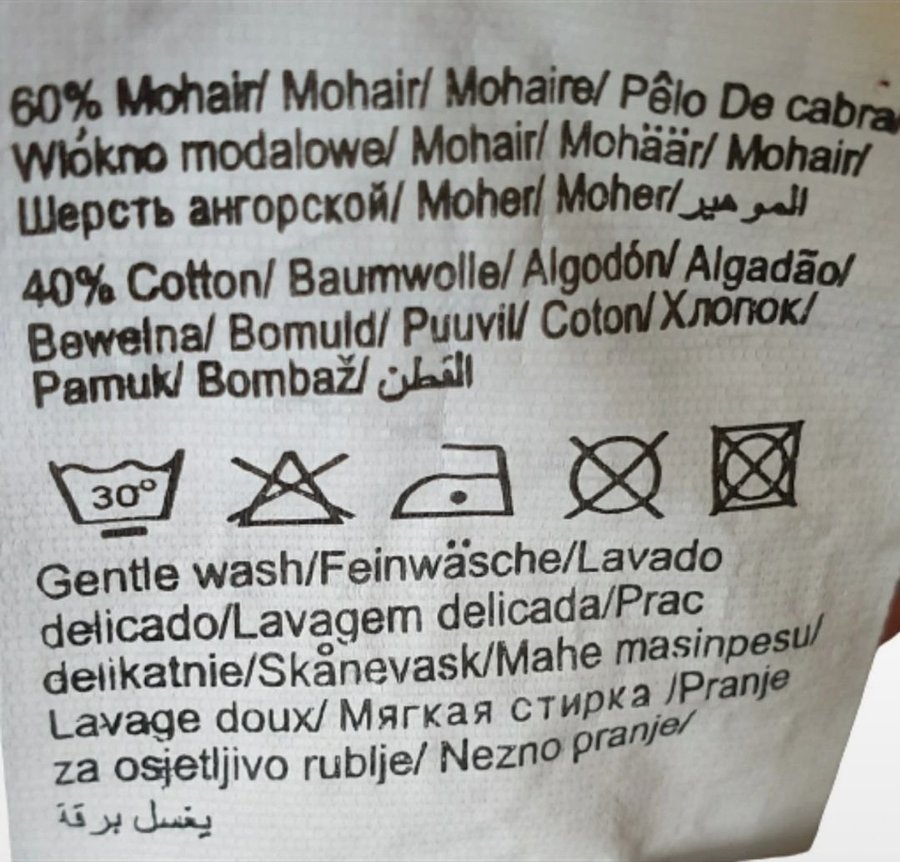 60% Mohair/ Mohair/ Mohaire/ Pêlo De cabra
Wlókno modalowe/ Mohair/ Mohäär/ Mohair/
Шерсть ангорской/ Moher/ Moher/ الموهير
40% Cotton/ Baumwolle/ Algodón/ Algadão/
Bewelna/ Bomuld/ Puuvil/ Coton/ Хлопок/
Pamuk/ Bombaž/ القطن
30°
Gentle wash/Feinwäsche/Lavado
delicado/Lavagem delicada/Prac
delikatnie/Skånevask/Mahe masinpesu/
Lavage doux/ Мягкая стирка /Pranje
za osjetljivo rublje/ Nezno pranje/
يغسل برقة